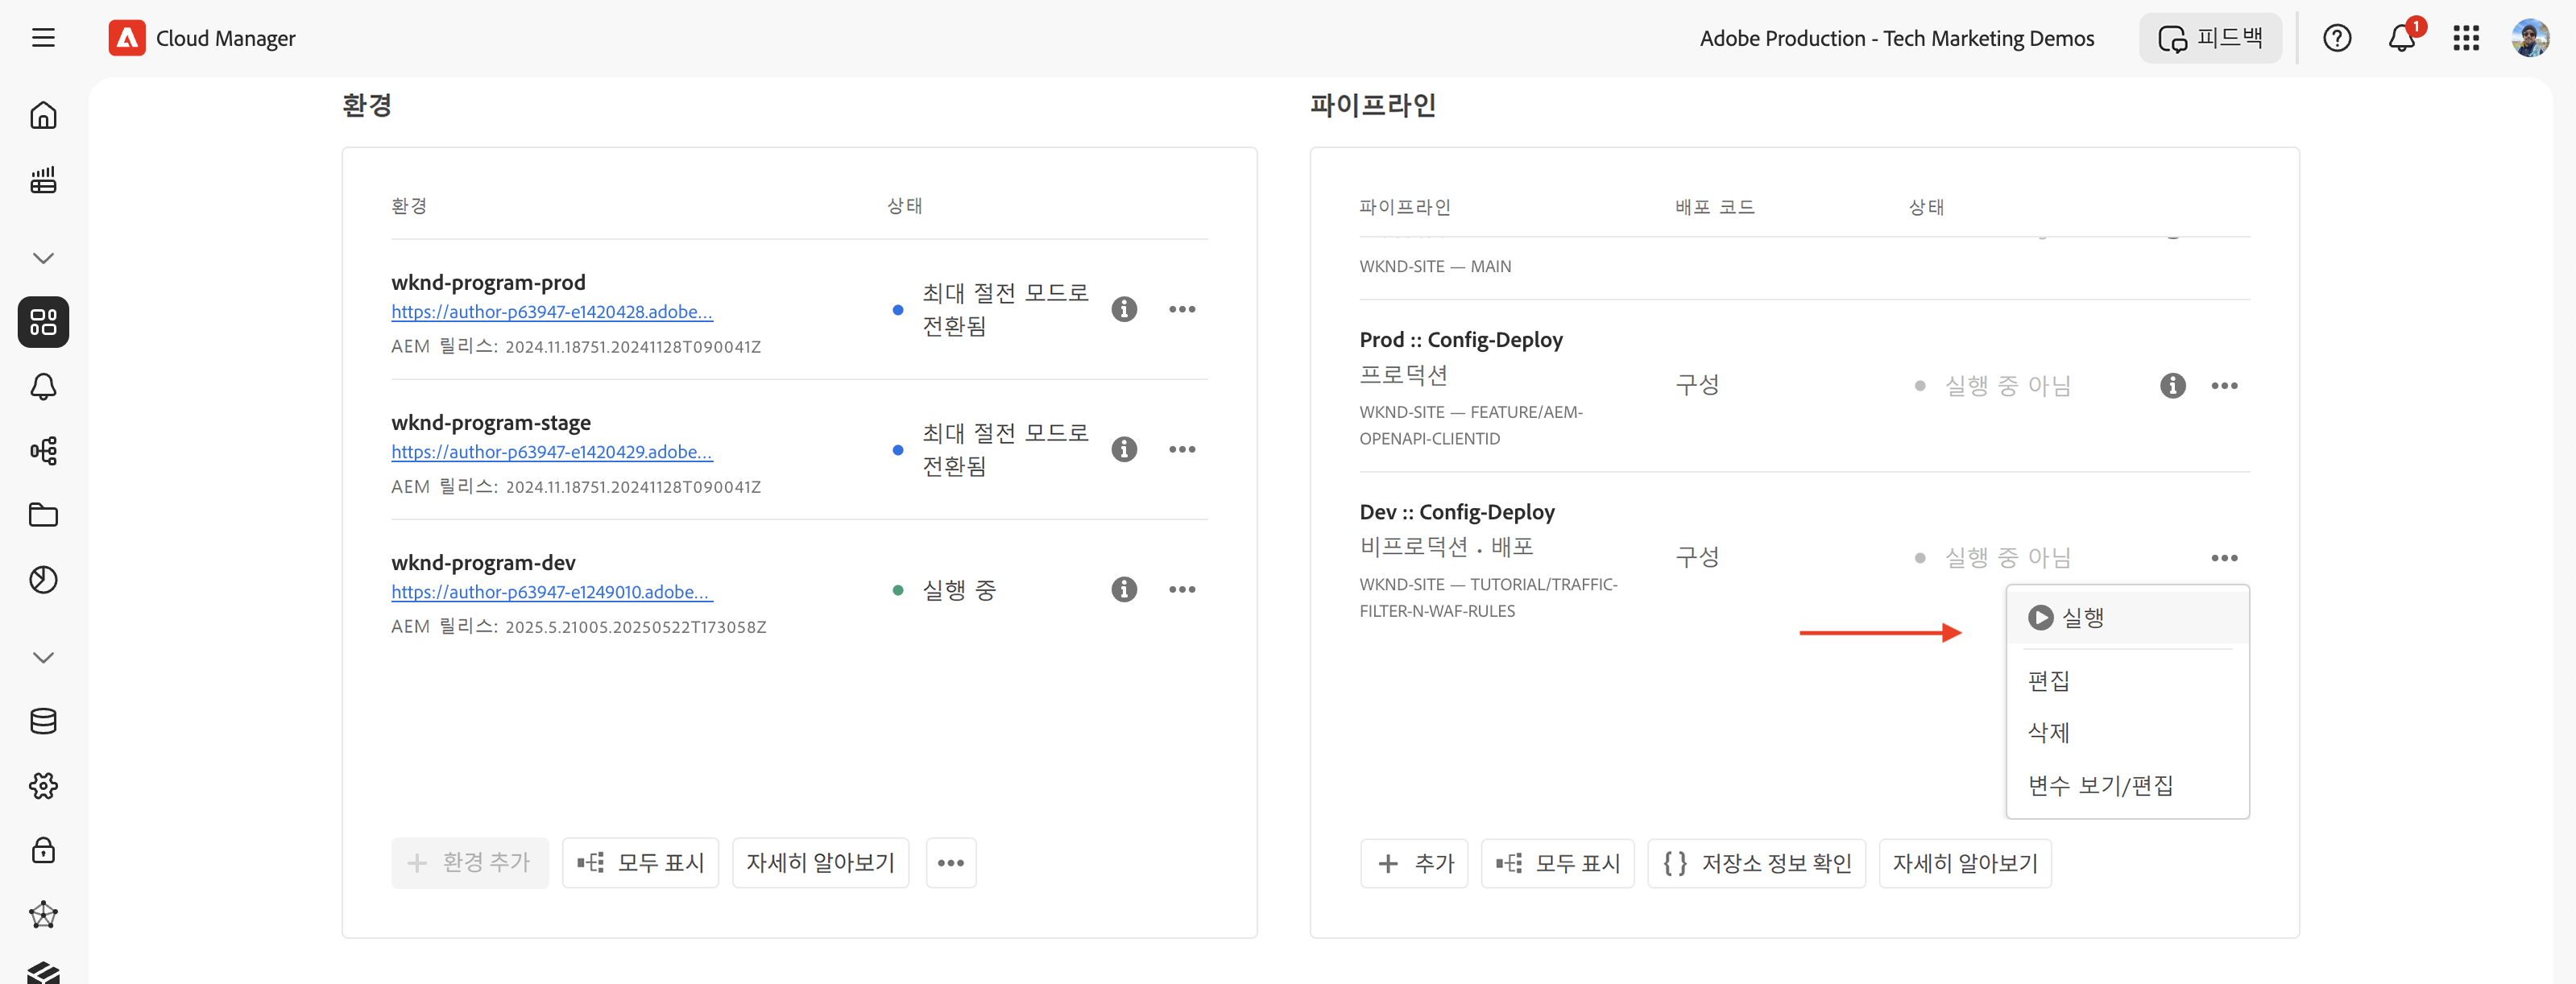 Cloud Manager
Adobe Production - Tech Marketing Demos
피드백
1
환경
환경
상태
wknd-program-prod
https://author-p63947-e1420428.adobe...
AEM 릴리스: 2024.11.18751.20241128T090041Z
최대 절전 모드로
전환됨
wknd-program-stage
https://author-p63947-e1420429.adobe...
AEM 릴리스: 2024.11.18751.20241128T090041Z
최대 절전 모드로
전환됨
wknd-program-dev
https://author-p63947-e1249010.adobe...
AEM 릴리스: 2025.5.21005.20250522T173058Z
실행 중
환경 추가
모두 표시
자세히 알아보기
파이프라인
파이프라인
배포 코드
상태
WKND-SITE — MAIN
Prod :: Config-Deploy
프로덕션
WKND-SITE — FEATURE/AEM-
OPENAPI-CLIENTID
구성
실행 중 아님
Dev :: Config-Deploy
비프로덕션 . 배포
WKND-SITE — TUTORIAL/TRAFFIC-
FILTER-N-WAF-RULES
구성
실행 중 아님
실행
편집
삭제
변수 보기/편집
추가
모두 표시
저장소 정보 확인
자세히 알아보기